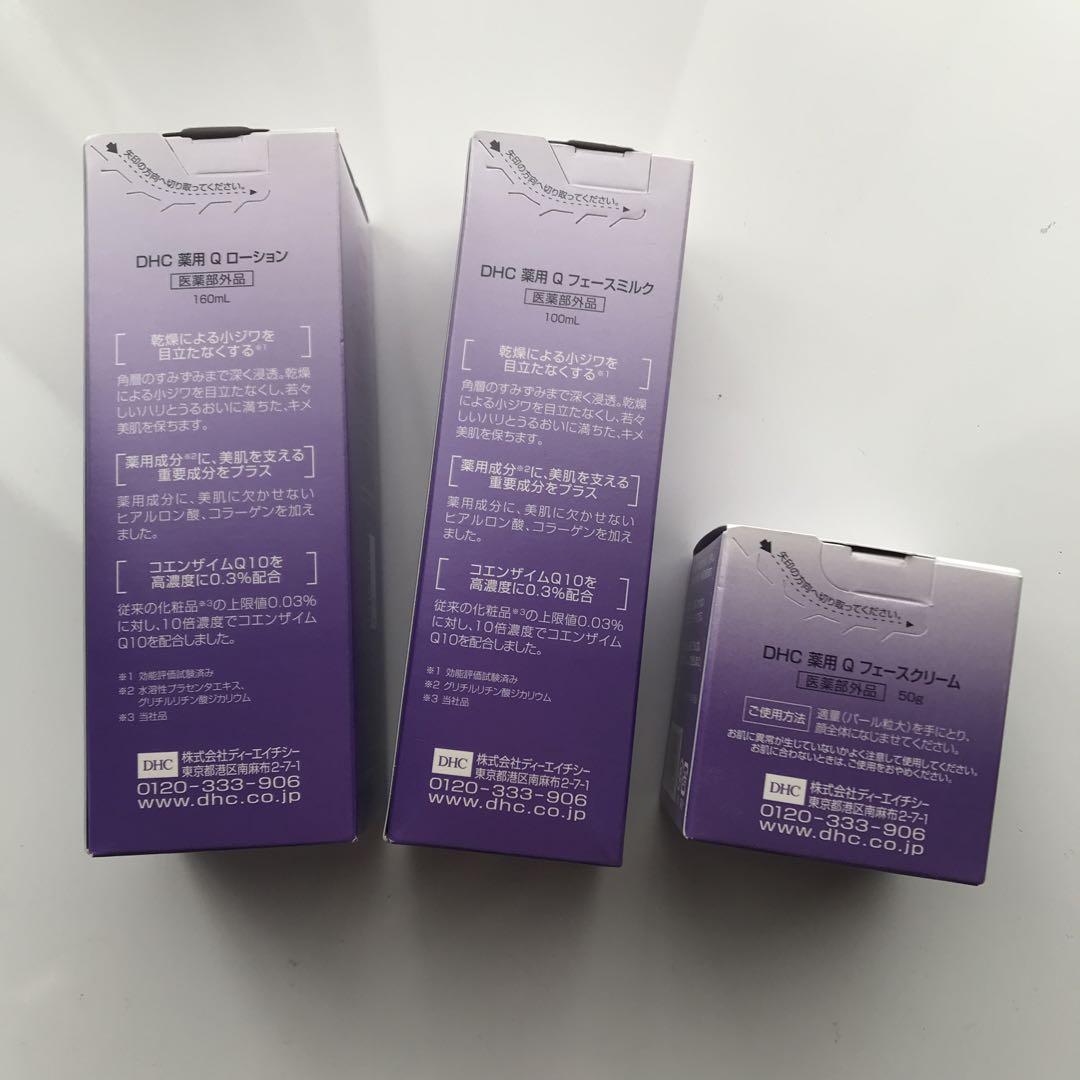 矢印の方向へ切り取ってください。
DHC 薬用 Q ローション
医薬部外品
160mL
乾燥による小ジワを
目立たなくする※1
角層のすみずみまで深く浸透。乾燥
による小ジワを目立たなくし、若々
しいハリとうるおいに満ちた、キメ
美肌を保ちます。
薬用成分※2に、美肌を支える
重要成分をプラス
薬用成分に、美肌に欠かせない
ヒアルロン酸、コラーゲンを加え
ました。
コエンザイムQ10を
高濃度に0.3%配合
従来の化粧品※3の上限値0.03%
に対し、10倍濃度でコエンザイム
Q10を配合しました。
※1 効能評価試験済み
※2 水溶性プラセンタエキス、
グリチルリチン酸ジカリウム
※3 当社品
DHC 株式会社ディーエイチシー
東京都港区南麻布2-7-1
0120-333-906
www.dhc.co.jp
矢印の方向へ切り取ってください。
DHC 薬用 Q フェースミルク
医薬部外品
100mL
乾燥による小ジワを
目立たなくする※1
角層のすみずみまで深く浸透。乾燥
による小ジワを目立たなくし、若々
しいハリとうるおいに満ちた、キメ
美肌を保ちます。
薬用成分※2に、美肌を支える
重要成分をプラス
薬用成分に、美肌に欠かせない
ヒアルロン酸、コラーゲンを加え
ました。
コエンザイムQ10を
高濃度に0.3%配合
従来の化粧品※3の上限値0.03%
に対し、10倍濃度でコエンザイム
Q10を配合しました。
※1 効能評価試験済み
※2 グリチルリチン酸ジカリウム
※3 当社品
DHC 株式会社ディーエイチシー
東京都港区南麻布2-7-1
0120-333-906
www.dhc.co.jp
矢印の方向へ切り取ってください。
DHC 薬用 Q フェースクリーム
医薬部外品 50g
ご使用方法 適量(パール粒大)を手にとり、
顔全体になじませてください。
お肌に異常が生じていないかよく注意して使用してください。
お肌に合わないときは、ご使用をおやめください。
DHC 株式会社ディーエイチシー
東京都港区南麻布2-7-1
0120-333-906
www.dhc.co.jp